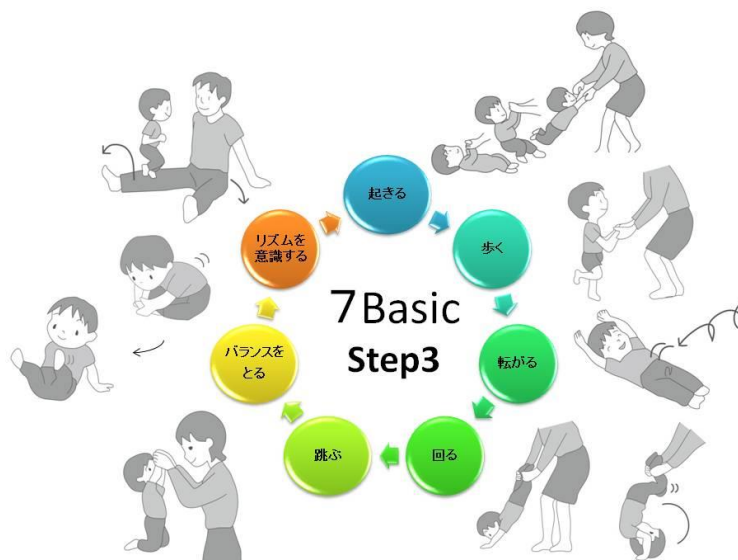 起きる
歩く
転がる
回る
跳ぶ
バランスを
とる
リズムを
意識する
7Basic
Step3